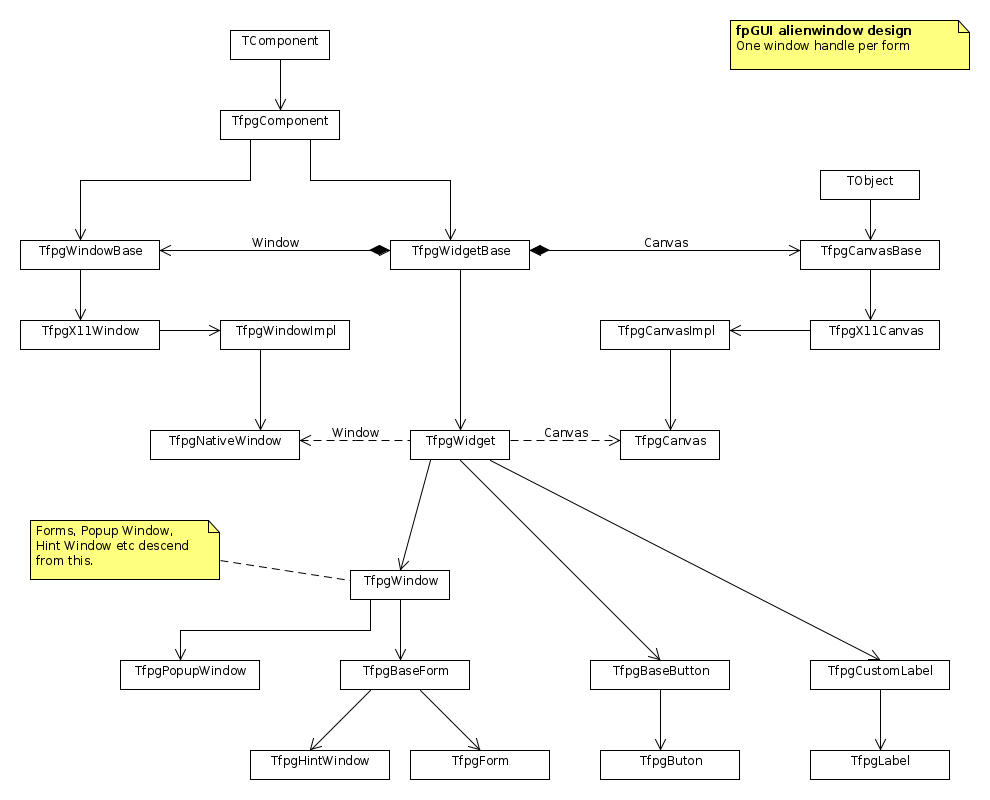 TComponent
fpGUI alienwindow design
One window handle per form
TfpgComponent
TObject
TfpgWindowBase
Window
TfpgWidgetBase
Canvas
TfpgCanvasBase
TfpgX11Window
TfpgWindowImpl
TfpgCanvasImpl
TfpgX11Canvas
TfpgNativeWindow
Window
TfpgWidget
Canvas
TfpgCanvas
Forms, Popup Window,
Hint Window etc descend
from this.
TfpgWindow
TfpgPopupWindow
TfpgBaseForm
TfpgBaseButton
TfpgCustomLabel
TfpgHintWindow
TfpgForm
TfpgButon
TfpgLabel